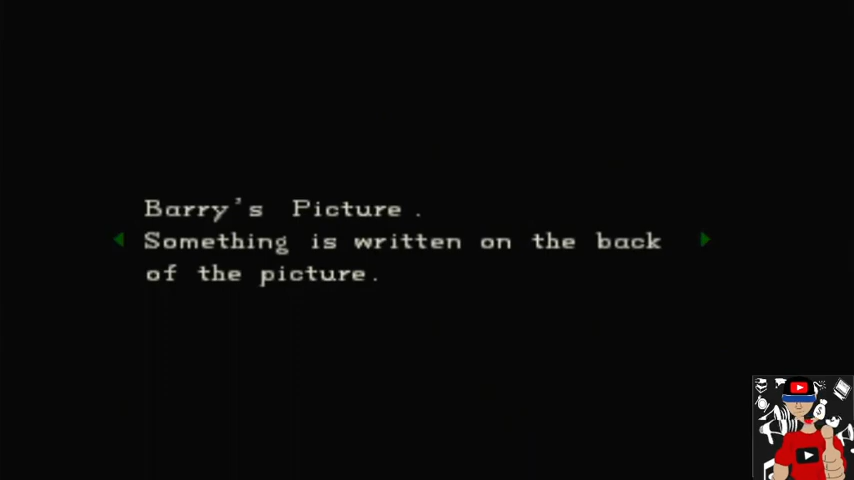 Barry's Picture.
Something is written on the back
of the picture.